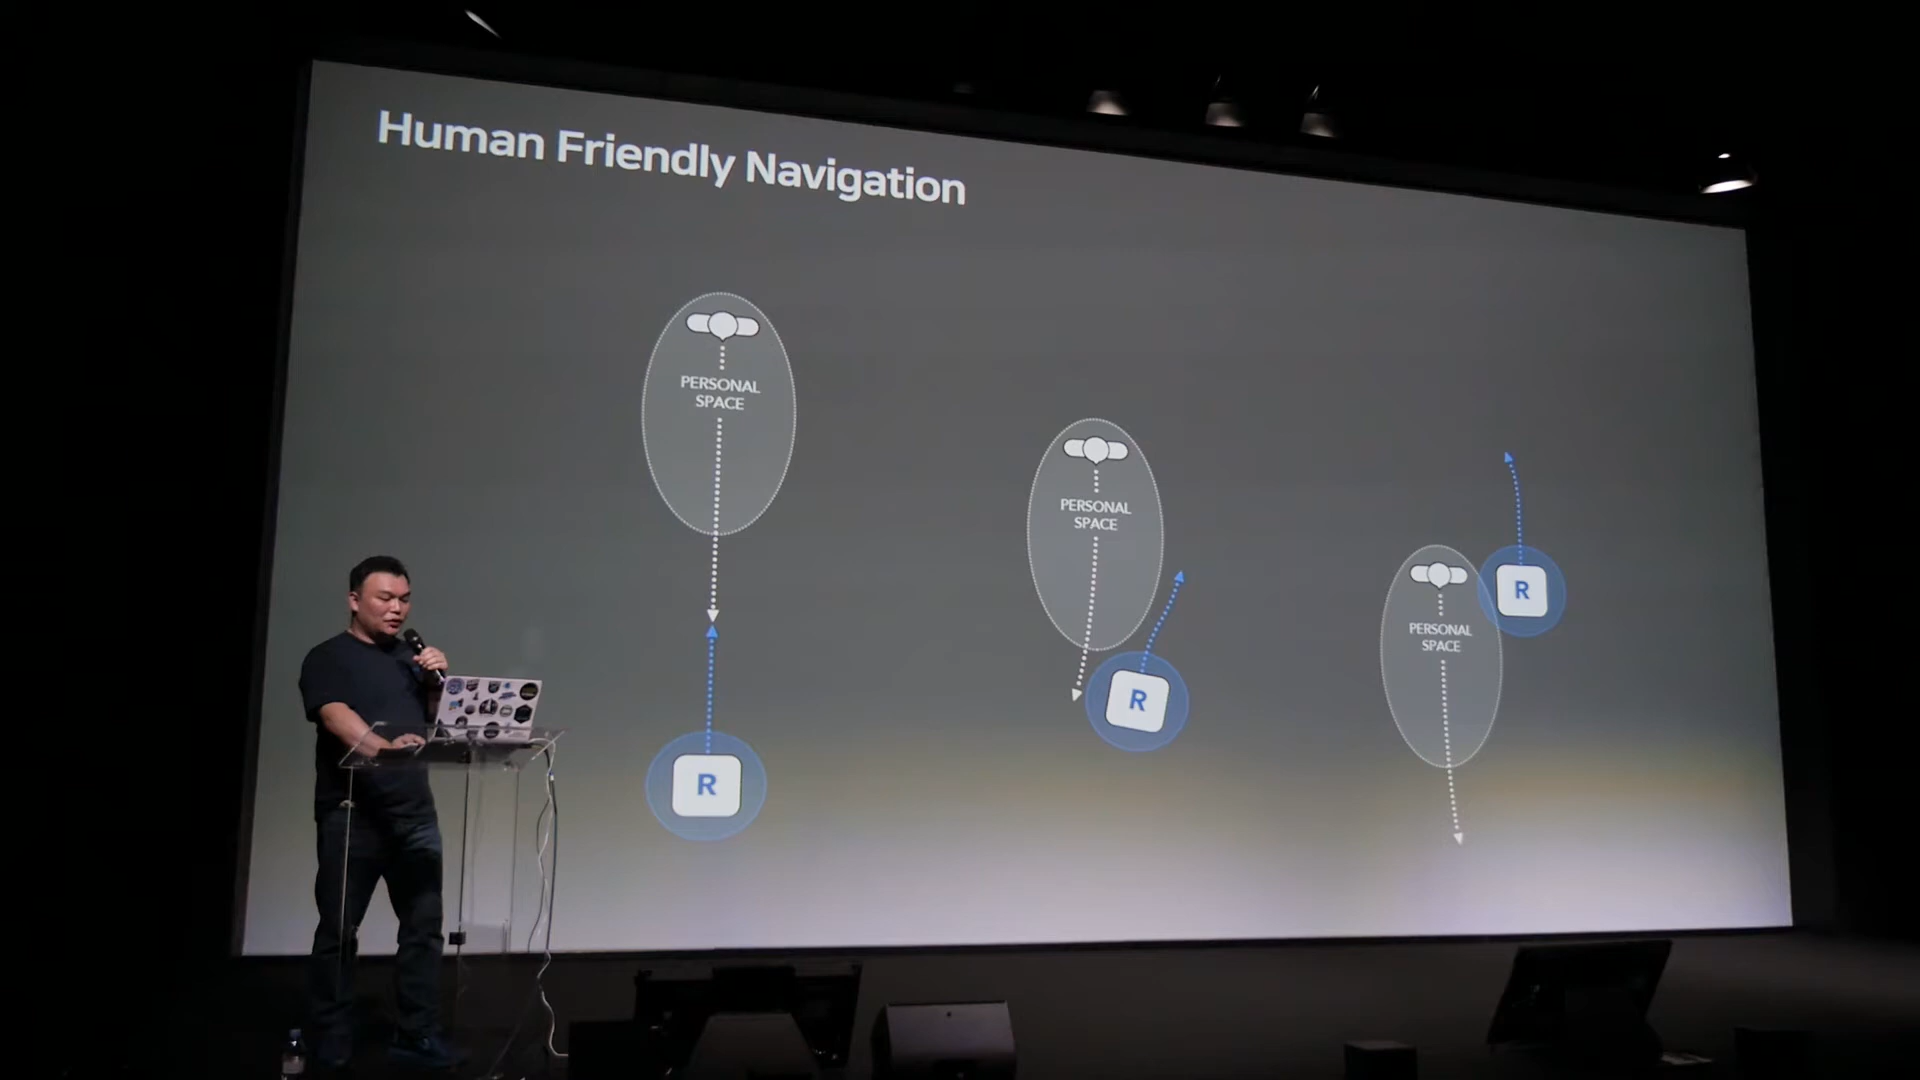 Human Friendly Navigation
PERSONAL
SPACE
R
PERSONAL
SPACE
R
PERSONAL
SPACE
R